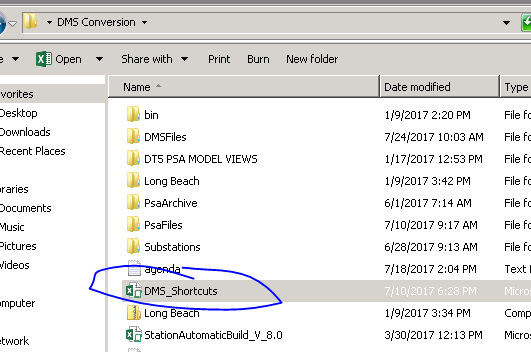 DMS Conversion
Open Share with Print Burn New folder
Name Date modified Type
bin 1/9/2017 2:20 PM File fo
DMSFiles 7/24/2017 10:03 AM File fo
DT5 PSA MODEL VIEWS 1/17/2017 12:53 PM File fo
Long Beach 1/9/2017 3:42 PM File fo
PsaArchive 6/1/2017 7:14 AM File fo
PsaFiles 7/10/2017 9:17 AM File fo
Substations 6/28/2017 9:13 AM File fo
agenda 7/18/2017 2:04 PM Text D
DMS_Shortcuts 7/10/2017 6:28 PM Micros
Long Beach 1/9/2017 3:34 PM Comp
StationAutomaticBuild_V_8.0 3/30/2017 12:13 PM Micros
vorites
Desktop
Downloads
Recent Places
raries
Documents
Music
Pictures
Videos
omputer
etwork